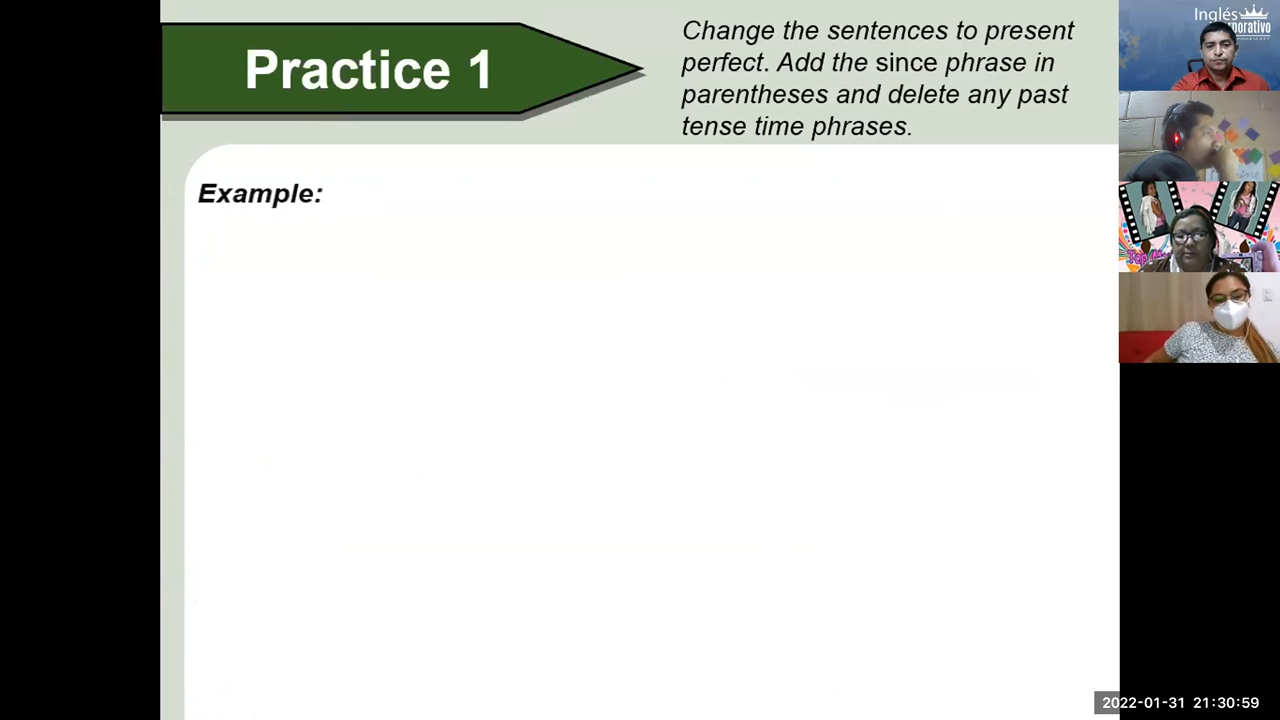 Practice 1
Change the sentences to present
perfect. Add the since phrase in
parentheses and delete any past
tense time phrases.
Example:
Inglés
2022-01-31 21:30:59